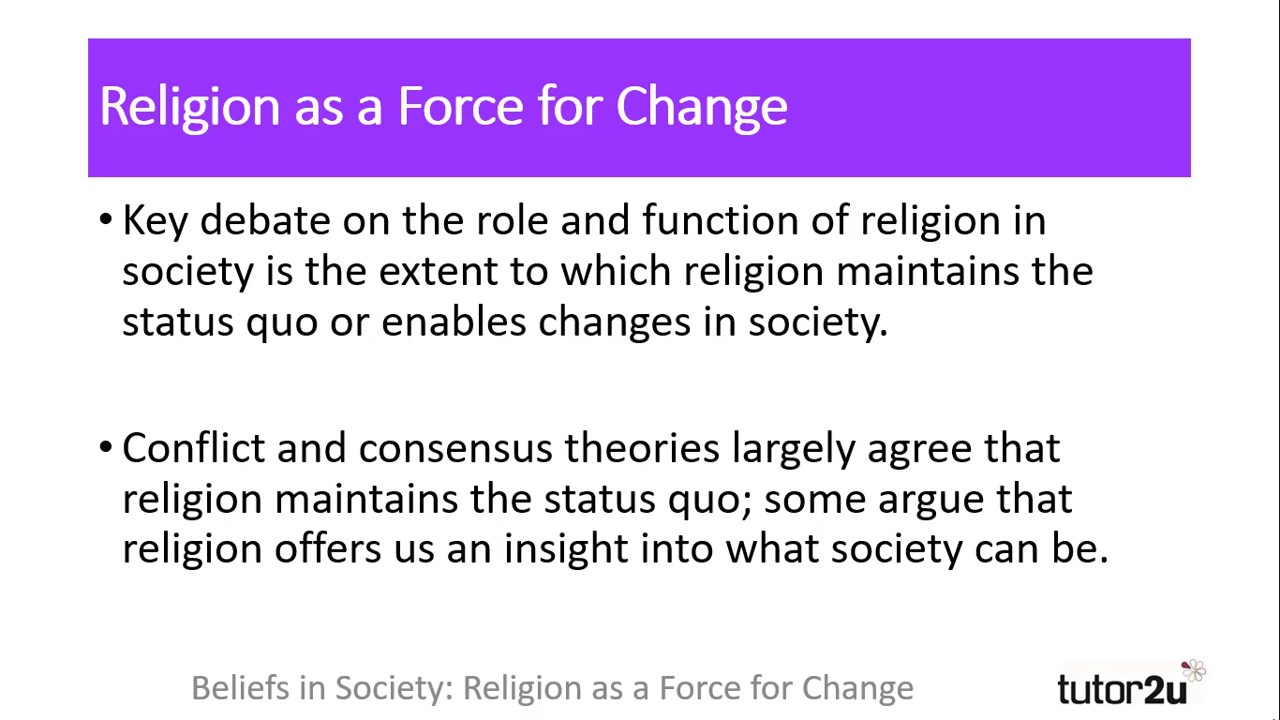 Religion as a Force for Change
• Key debate on the role and function of religion in
society is the extent to which religion maintains the
status quo or enables changes in society.
• Conflict and consensus theories largely agree that
religion maintains the status quo; some argue that
religion offers us an insight into what society can be.
Beliefs in Society: Religion as a Force for Change
tutor2u